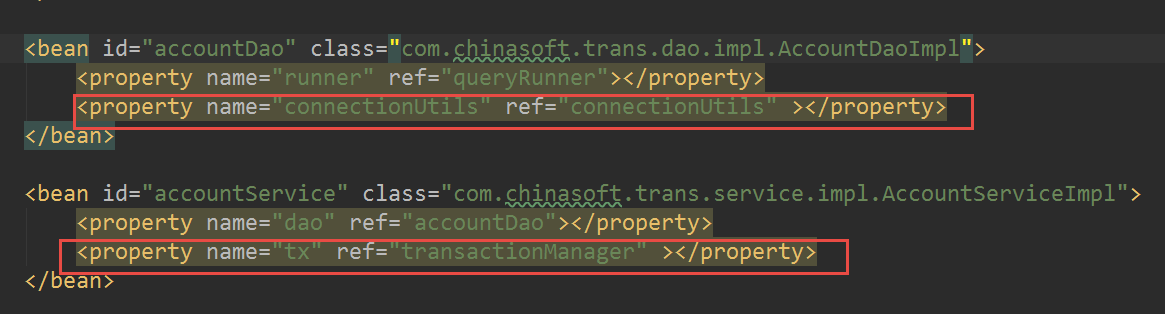 <bean id="accountDao" class="com.chinasoft.trans.dao.impl.AccountDaoImpl">
<property name="runner" ref="queryRunner"></property>
<property name="connectionUtils" ref="connectionUtils" ></property>
</bean>
<bean id="accountService" class="com.chinasoft.trans.service.impl.AccountServiceImpl">
<property name="dao" ref="accountDao"></property>
<property name="tx" ref="transactionManager" ></property>
</bean>